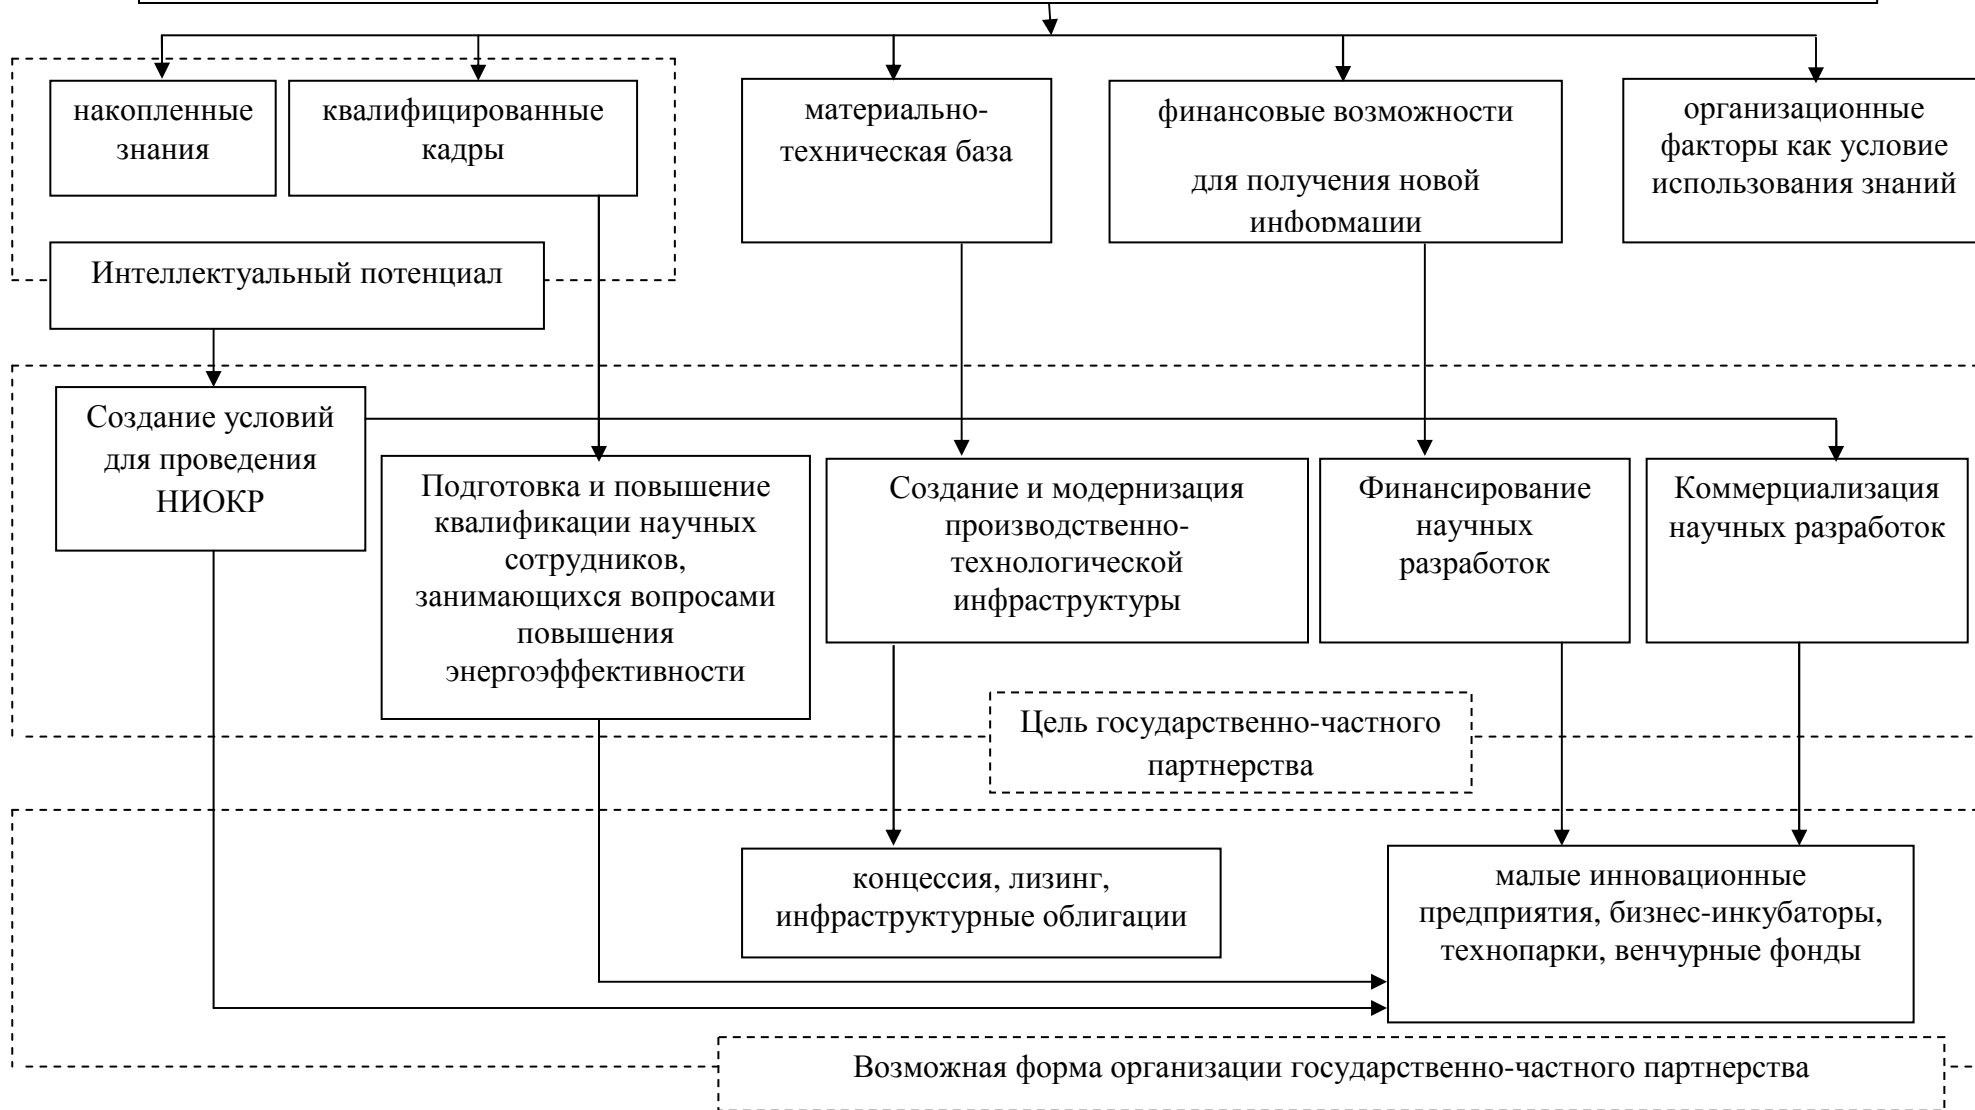 накопленные
знания
квалифицированные
кадры
материально-
техническая база
финансовые возможности
для получения новой
информации
организационные
факторы как условие
использования знаний
Интеллектуальный потенциал
Создание условий
для проведения
НИОКР
Подготовка и повышение
квалификации научных
сотрудников,
занимающихся вопросами
повышения
энергоэффективности
Создание и модернизация
производственно-
технологической
инфраструктуры
Финансирование
научных
разработок
Коммерциализация
научных разработок
Цель государственно-частного
партнерства
концессия, лизинг,
инфраструктурные облигации
малые инновационные
предприятия, бизнес-инкубаторы,
технопарки, венчурные фонды
Возможная форма организации государственно-частного партнерства